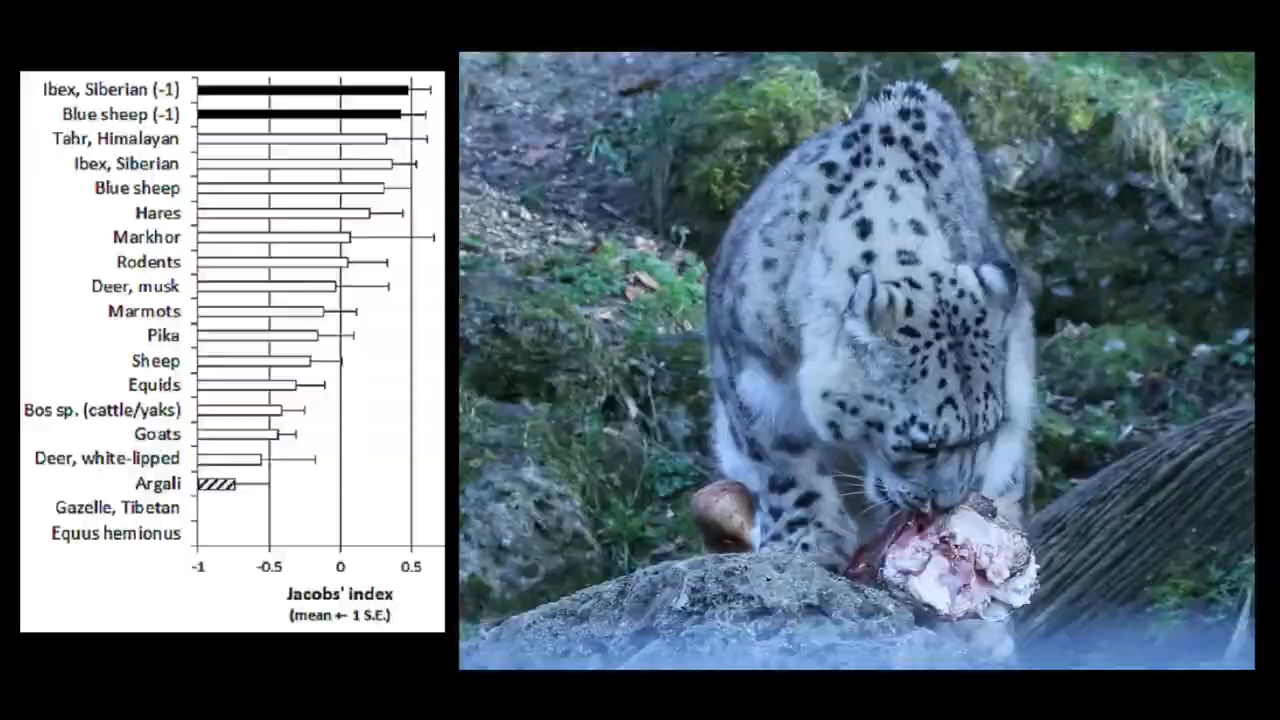 Ibex, Siberian (-1)
Blue sheep (-1)
Tahr, Himalayan
Ibex, Siberian
Blue sheep
Hares
Markhor
Rodents
Deer, musk
Marmots
Pika
Sheep
Equids
Bos sp. (cattle/yaks)
Goats
Deer, white-lipped
Argali
Gazelle, Tibetan
Equus hemionus
-1 -0.5 0 0.5
Jacobs' index
(mean +- 1 S.E.)